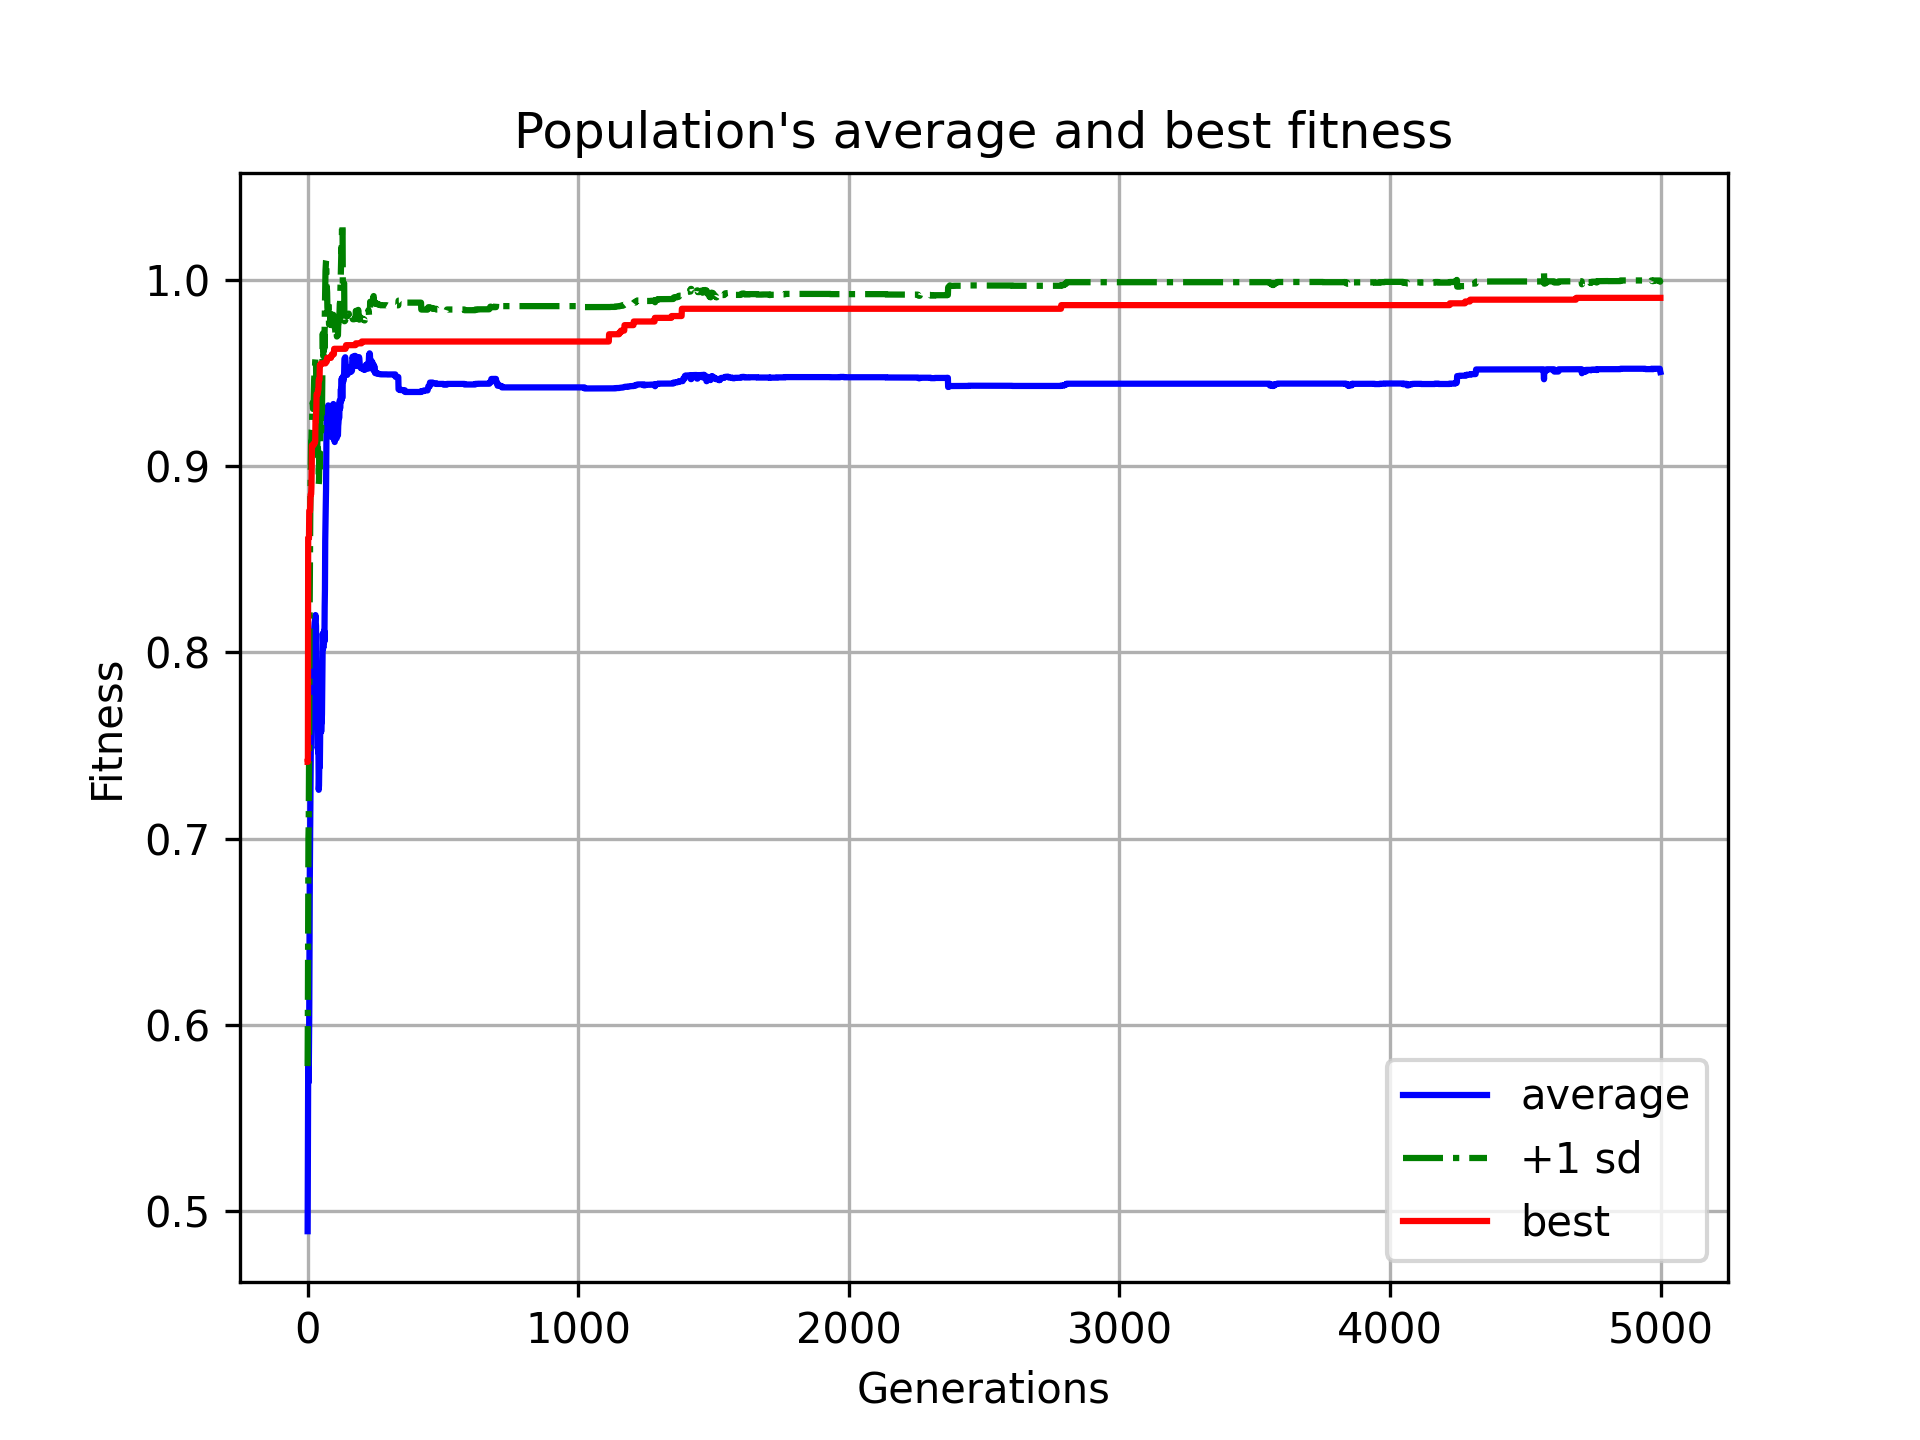 Population's average and best fitness
1.0
0.9
0.8
0.7
0.6
0.5
Fitness
0 1000 2000 3000 4000 5000
Generations
average
+1 sd
best